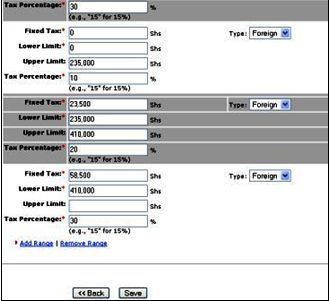 Tax Percentage:* 30 %
(e.g., "15" for 15%)
Fixed Tax:* 0 Shs Type: Foreign
Lower Limit:* 0 Shs
Upper Limit: 235,000 Shs
Tax Percentage:* 10 %
(e.g., "15" for 15%)
Fixed Tax:* 23,500 Shs Type: Foreign
Lower Limit:* 235,000 Shs
Upper Limit: 410,000 Shs
Tax Percentage:* 20 %
(e.g., "15" for 15%)
Fixed Tax:* 58,500 Shs Type: Foreign
Lower Limit:* 410,000 Shs
Upper Limit: Shs
Tax Percentage:* 30 %
(e.g., "15" for 15%)
Add Range | Remove Range
<< Back Save